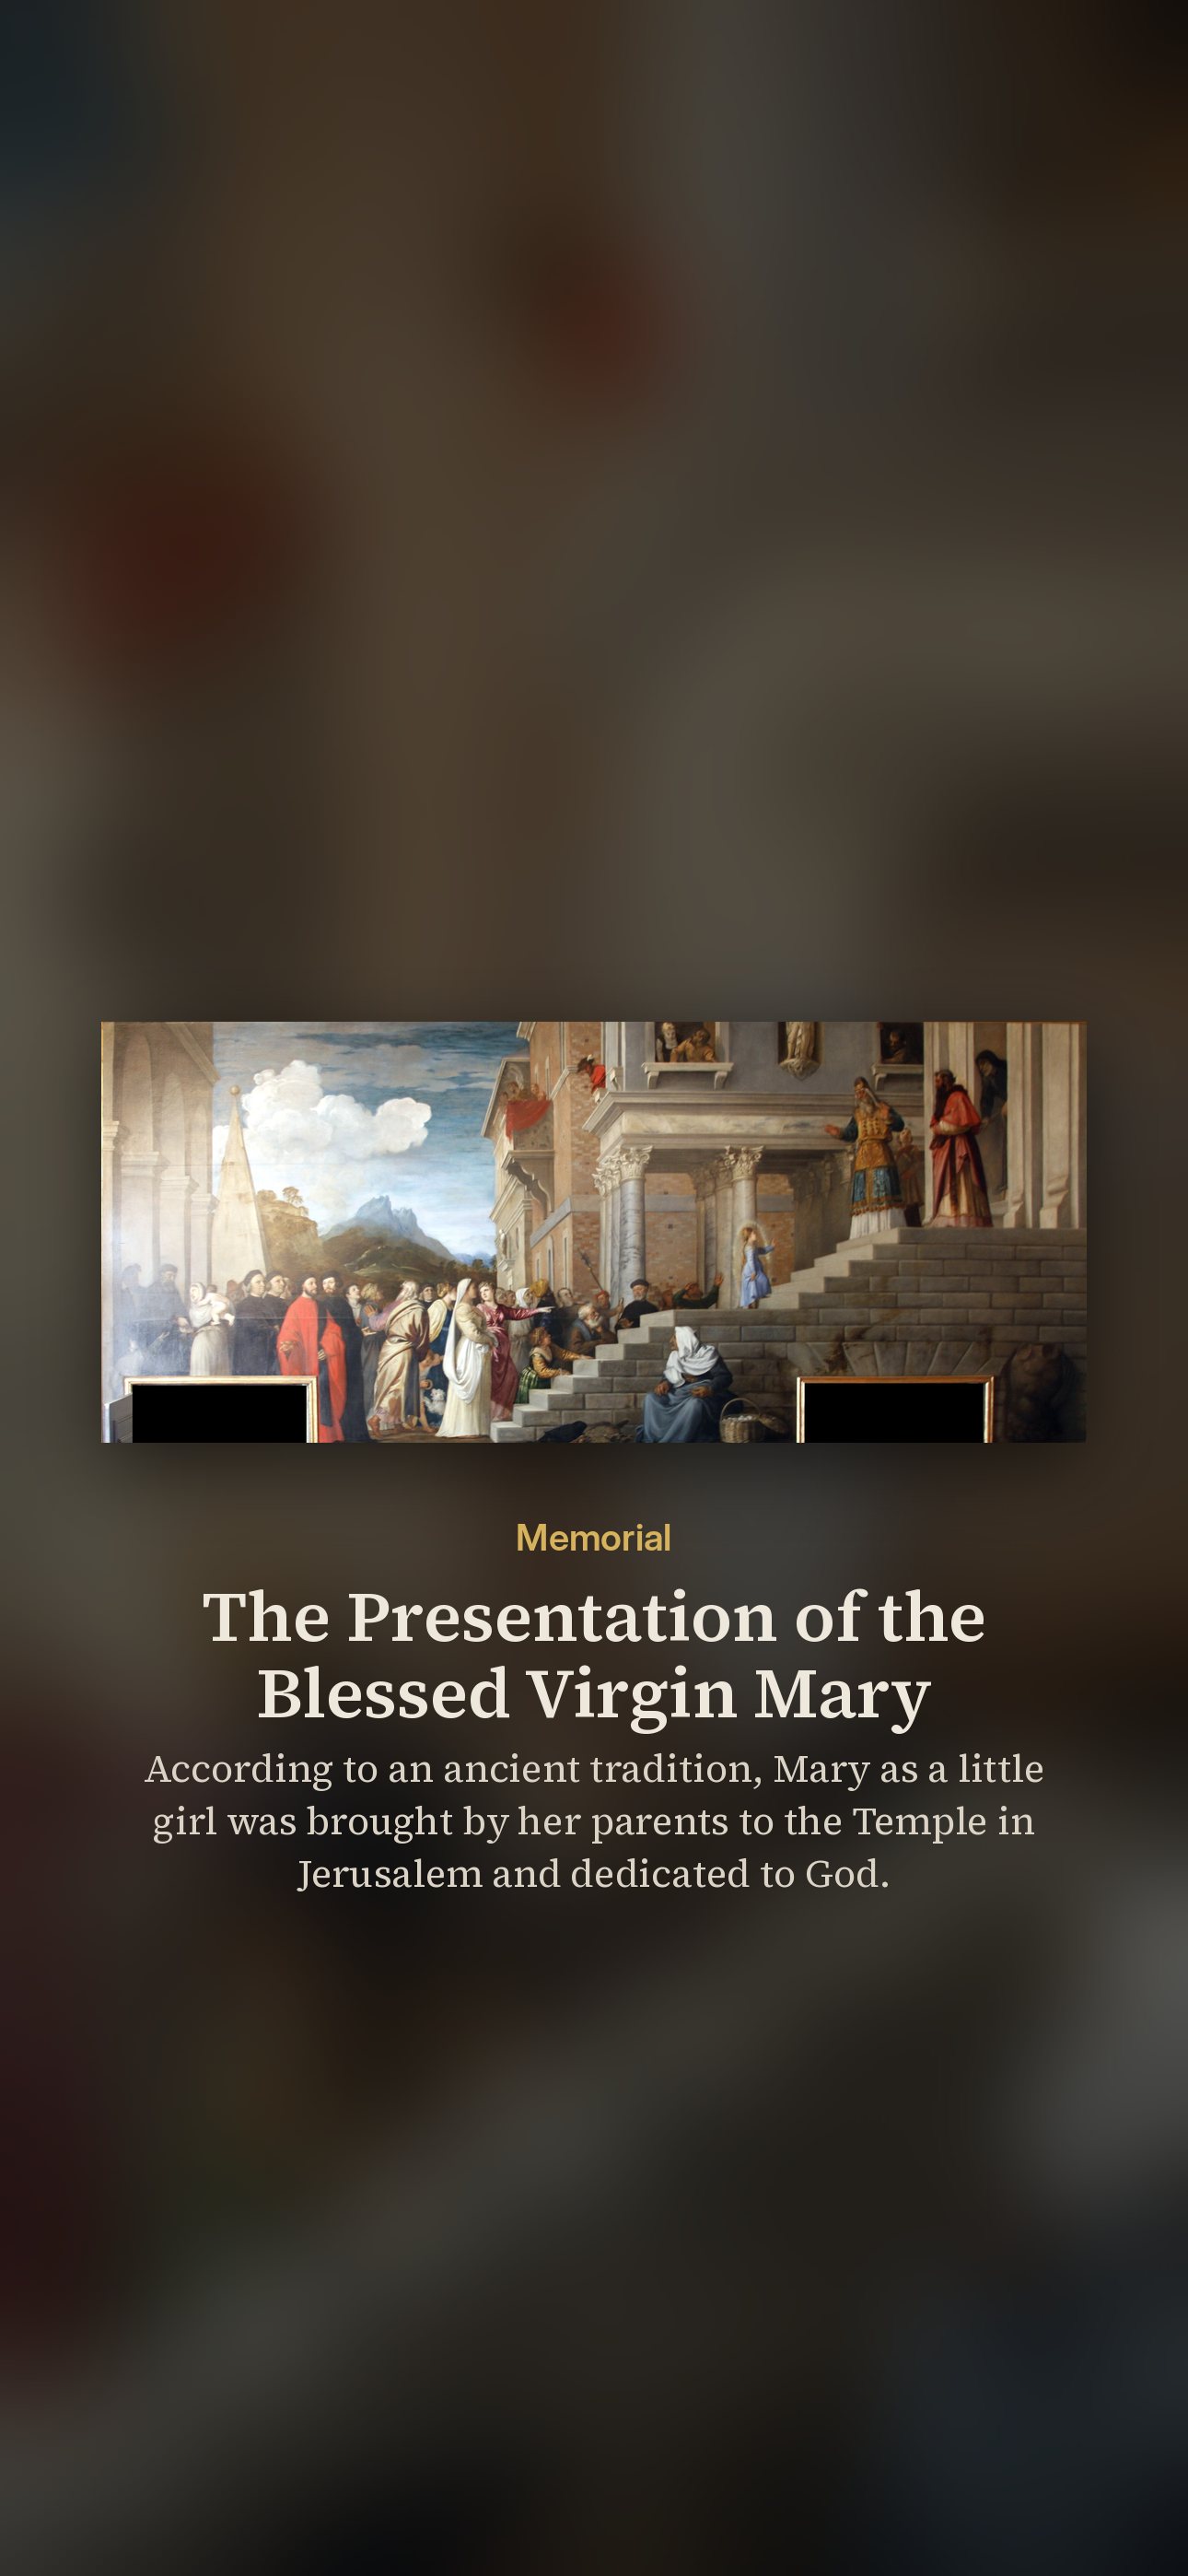 Memorial
The Presentation of the
Blessed Virgin Mary
According to an ancient tradition, Mary as a little
girl was brought by her parents to the Temple in
Jerusalem and dedicated to God.